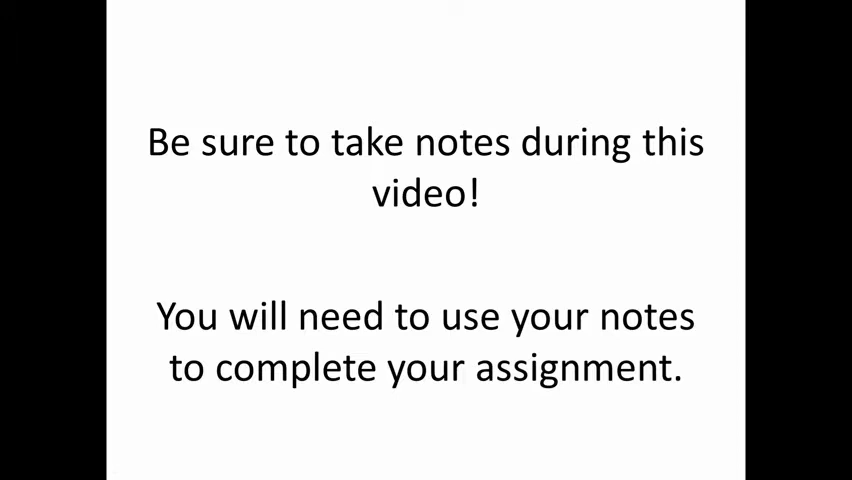 Be sure to take notes during this
video!
You will need to use your notes
to complete your assignment.